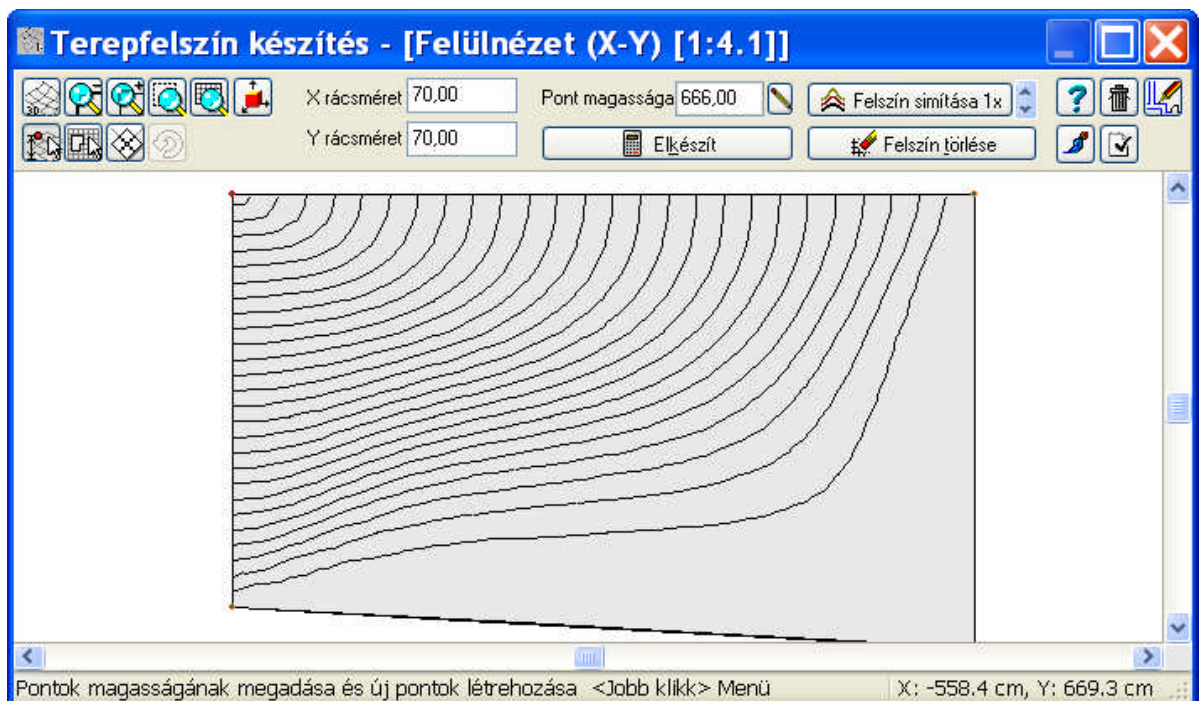 Terepfelszín készítés - [Felülnézet (X-Y) [1:4.1]]
X rácsméret 70,00 Pont magassága 666,00 Felszín simítása 1x
3D
Y rácsméret 70,00 Elkészít Felszín törlése
Pontok magasságának megadása és új pontok létrehozása <Jobb klikk> Menü X: -558.4 cm, Y: 669.3 cm